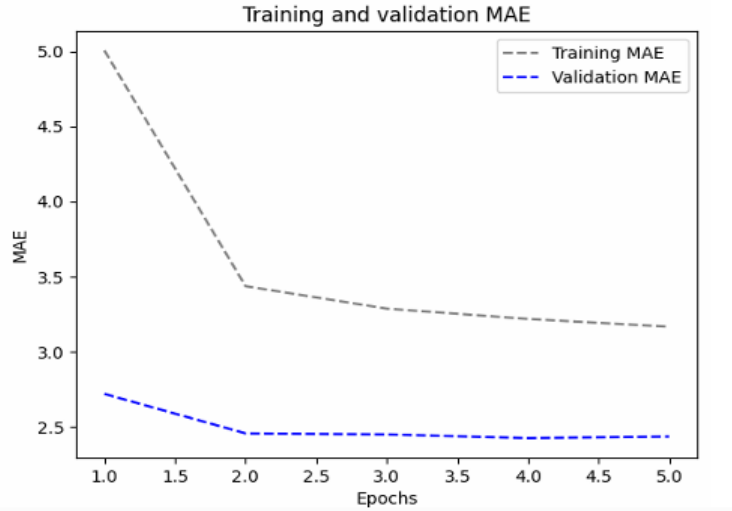 Training and validation MAE
Training MAE
Validation MAE
5.0
4.5
4.0
3.5
3.0
2.5
MAE
1.0 1.5 2.0 2.5 3.0 3.5 4.0 4.5 5.0
Epochs